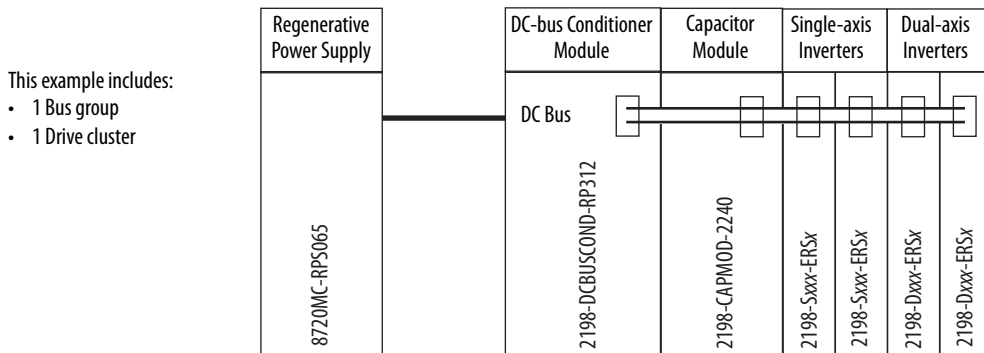 This example includes:
• 1 Bus group
• 1 Drive cluster
Regenerative
Power Supply
DC-bus Conditioner
Module
Capacitor
Module
Single-axis
Inverters
Dual-axis
Inverters
DC Bus
8720MC-RPS065
2198-DCBUSCOND-RP312
2198-CAPMOD-2240
2198-Sxxx-ERSx
2198-Sxxx-ERSx
2198-Dxxx-ERSx
2198-Dxxx-ERSx